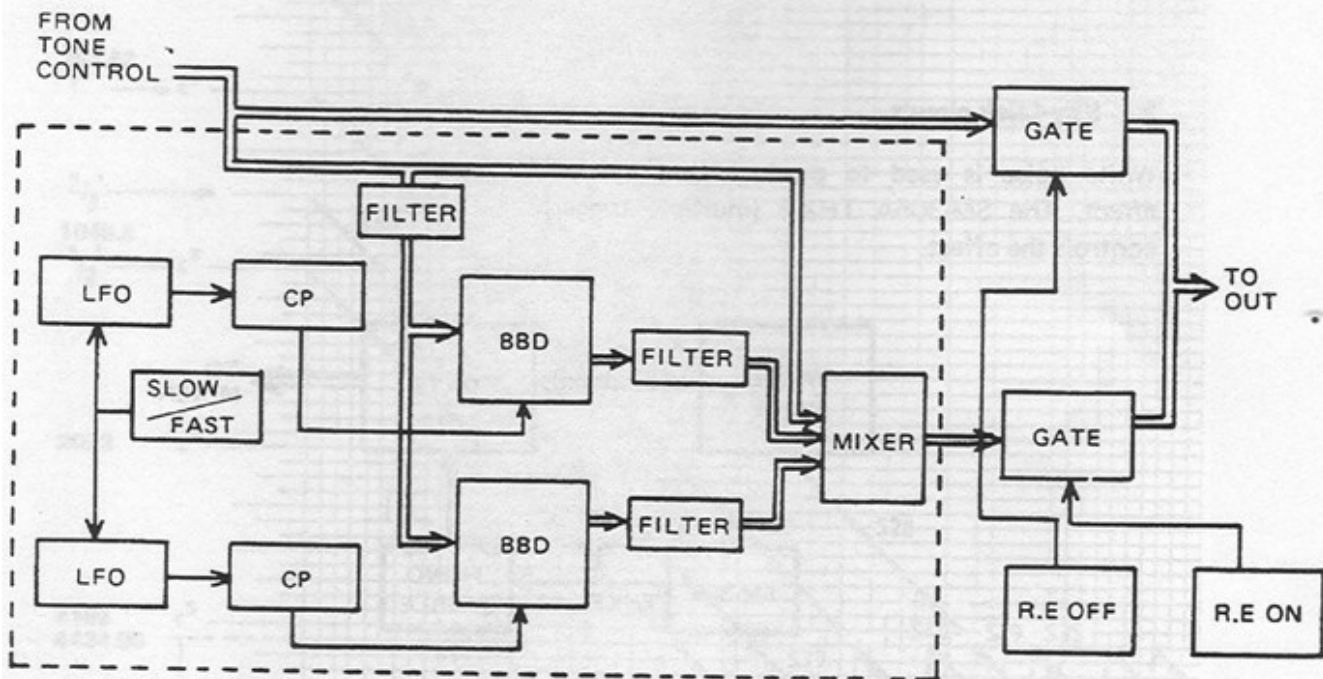 FROM
TONE
CONTROL
GATE
FILTER
LFO
CP
BBD
FILTER
TO
OUT
SLOW
FAST
MIXER
GATE
BBD
FILTER
LFO
CP
R.E OFF
R.E ON